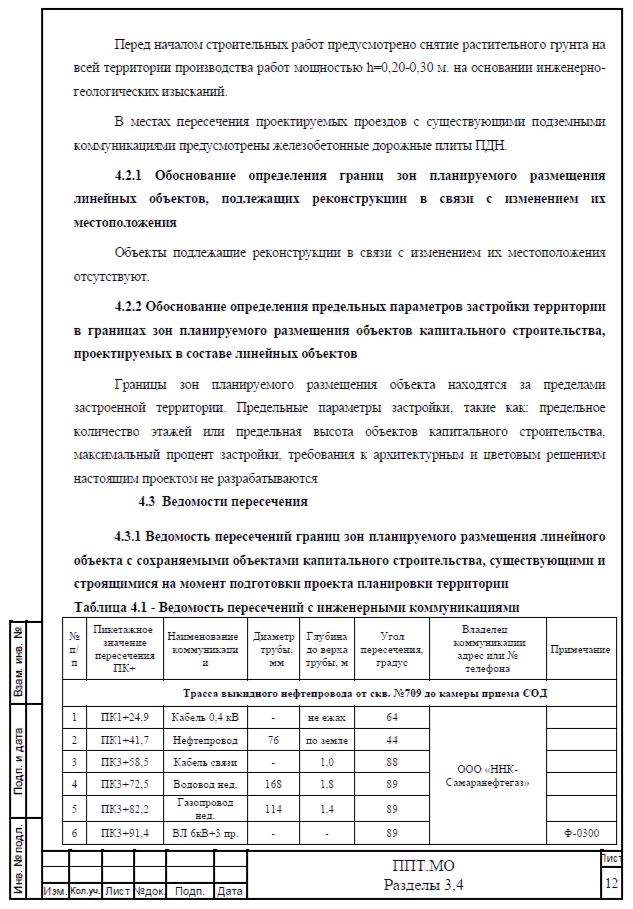 Перед началом строительных работ предусмотрено снятие растительного грунта на
всей территории производства работ мощностью h=0,20-0,30 м. на основании инженерно-
геологических изысканий.
В местах пересечения проектируемых проездов с существующими подземными
коммуникациями предусмотрены железобетонные дорожные плиты ПДН.
4.2.1 Обоснование определения границ зон планируемого размещения
линейных объектов, подлежащих реконструкции в связи с изменением их
местоположения
Объекты подлежащие реконструкции в связи с изменением их местоположения
отсутствуют.
4.2.2 Обоснование определения предельных параметров застройки территории
в границах зон планируемого размещения объектов капитального строительства,
проектируемых в составе линейных объектов
Границы зон планируемого размещения объекта находятся за пределами
застроенной территории. Предельные параметры застройки, такие как: предельное
количество этажей или предельная высота объектов капитального строительства,
максимальный процент застройки, требования к архитектурным и цветовым решениям
настоящим проектом не разрабатываются
4.3 Ведомости пересечения
4.3.1 Ведомость пересечений границ зон планируемого размещения линейного
объекта с сохраняемыми объектами капитального строительства, существующими и
строящимися на момент подготовки проекта планировки территории
Таблица 4.1 - Ведомость пересечений с инженерными коммуникациями
№ п/п Пикетажное значение пересечения ПК+ Наименование коммуникации Диаметр трубы, мм Глубина до верха трубы, м Угол пересечения, градус Владелец коммуникации адрес или № телефона Примечание
Трасса выкидного нефтепровода от скв. №709 до камеры приема СОД
1 ПК1+24,9 Кабель 0,4 кВ - не ежах 64
2 ПК1+41,7 Нефтепровод 76 по земле 44
3 ПК3+58,5 Кабель связи - 1,0 88
4 ПК3+72,5 Водовод нед. 168 1,8 89
5 ПК3+82,2 Газопровод нед. 114 1,4 89
6 ПК3+91,4 ВЛ 6кВ+3 пр. - - 89 Ф-0300
ООО «ННК-
Самаранефтегаз»
Взам. инв. №
Подп. и дата
Инв. № подл.
Изм. Кол.уч. Лист №док. Подп. Дата
ППТ.МО
Разделы 3,4
Лист
12